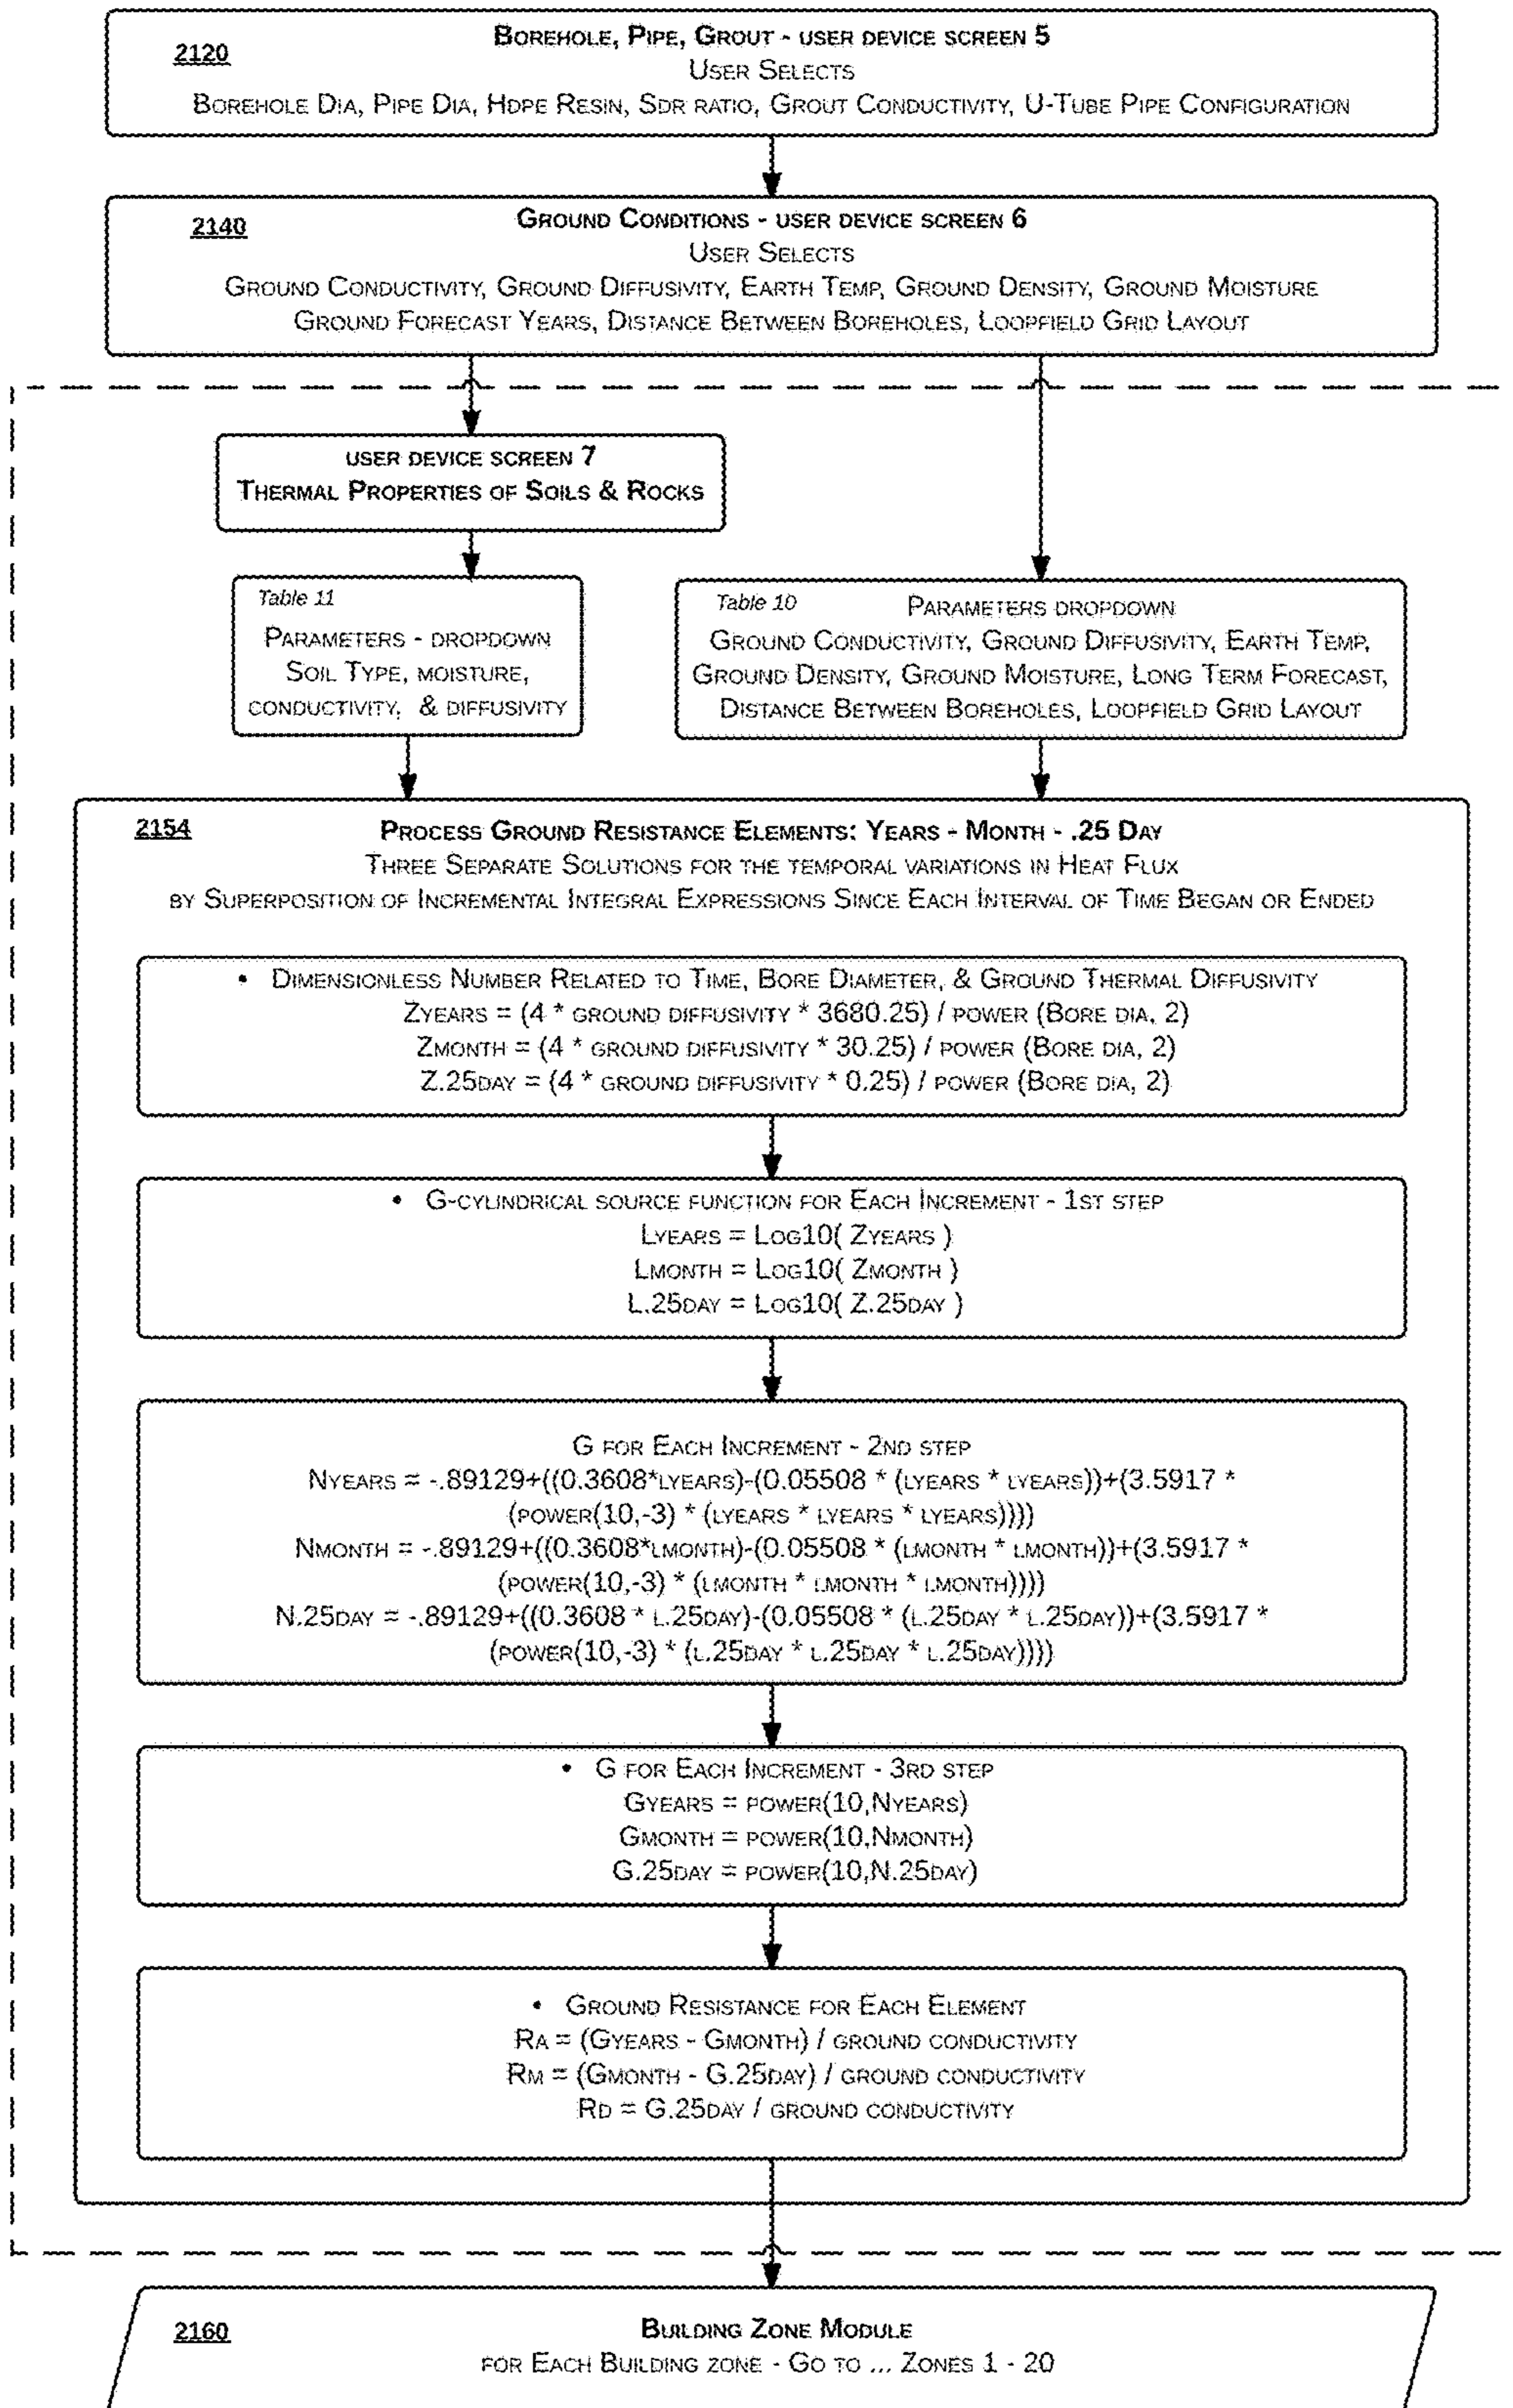 2120
Borehole, Pipe, Grout - user device screen 5
User Selects
Borehole Dia, Pipe Dia, Hdpe Resin, Sdr ratio, Grout Conductivity, U-Tube Pipe Configuration
2140
Ground Conditions - user device screen 6
User Selects
Ground Conductivity, Ground Diffusivity, Earth Temp, Ground Density, Ground Moisture
Ground Forecast Years, Distance Between Boreholes, Loopfield Grid Layout
user device screen 7
Thermal Properties of Soils & Rocks
Table 11
Parameters - dropdown
Soil Type, moisture,
conductivity, & diffusivity
Table 10
Parameters dropdown
Ground Conductivity, Ground Diffusivity, Earth Temp,
Ground Density, Ground Moisture, Long Term Forecast,
Distance Between Boreholes, Loopfield Grid Layout
2154
Process Ground Resistance Elements: Years - Month - .25 Day
Three Separate Solutions for the temporal variations in Heat Flux
by Superposition of Incremental Integral Expressions Since Each Interval of Time Began or Ended
• Dimensionless Number Related to Time, Bore Diameter, & Ground Thermal Diffusivity
Zyears = (4 * ground diffusivity * 3680.25) / power (Bore dia, 2)
Zmonth = (4 * ground diffusivity * 30.25) / power (Bore dia, 2)
Z.25day = (4 * ground diffusivity * 0.25) / power (Bore dia, 2)
• G-cylindrical source function for Each Increment - 1st step
Lyears = Log10( Zyears )
Lmonth = Log10( Zmonth )
L.25day = Log10( Z.25day )
G for Each Increment - 2nd step
Nyears = -.89129+((0.3608*lyears)-(0.05508 * (lyears * lyears))+(3.5917 *
(power(10,-3) * (lyears * lyears * lyears))))
Nmonth = -.89129+((0.3608*lmonth)-(0.05508 * (lmonth * lmonth))+(3.5917 *
(power(10,-3) * (lmonth * lmonth * lmonth))))
N.25day = -.89129+((0.3608 * l.25day)-(0.05508 * (l.25day * l.25day))+(3.5917 *
(power(10,-3) * (l.25day * l.25day * l.25day))))
• G for Each Increment - 3rd step
Gyears = power(10,Nyears)
Gmonth = power(10,Nmonth)
G.25day = power(10,N.25day)
• Ground Resistance for Each Element
Ra = (Gyears - Gmonth) / ground conductivity
Rm = (Gmonth - G.25day) / ground conductivity
Rd = G.25day / ground conductivity
2160
Building Zone Module
for Each Building zone - Go to ... Zones 1 - 20